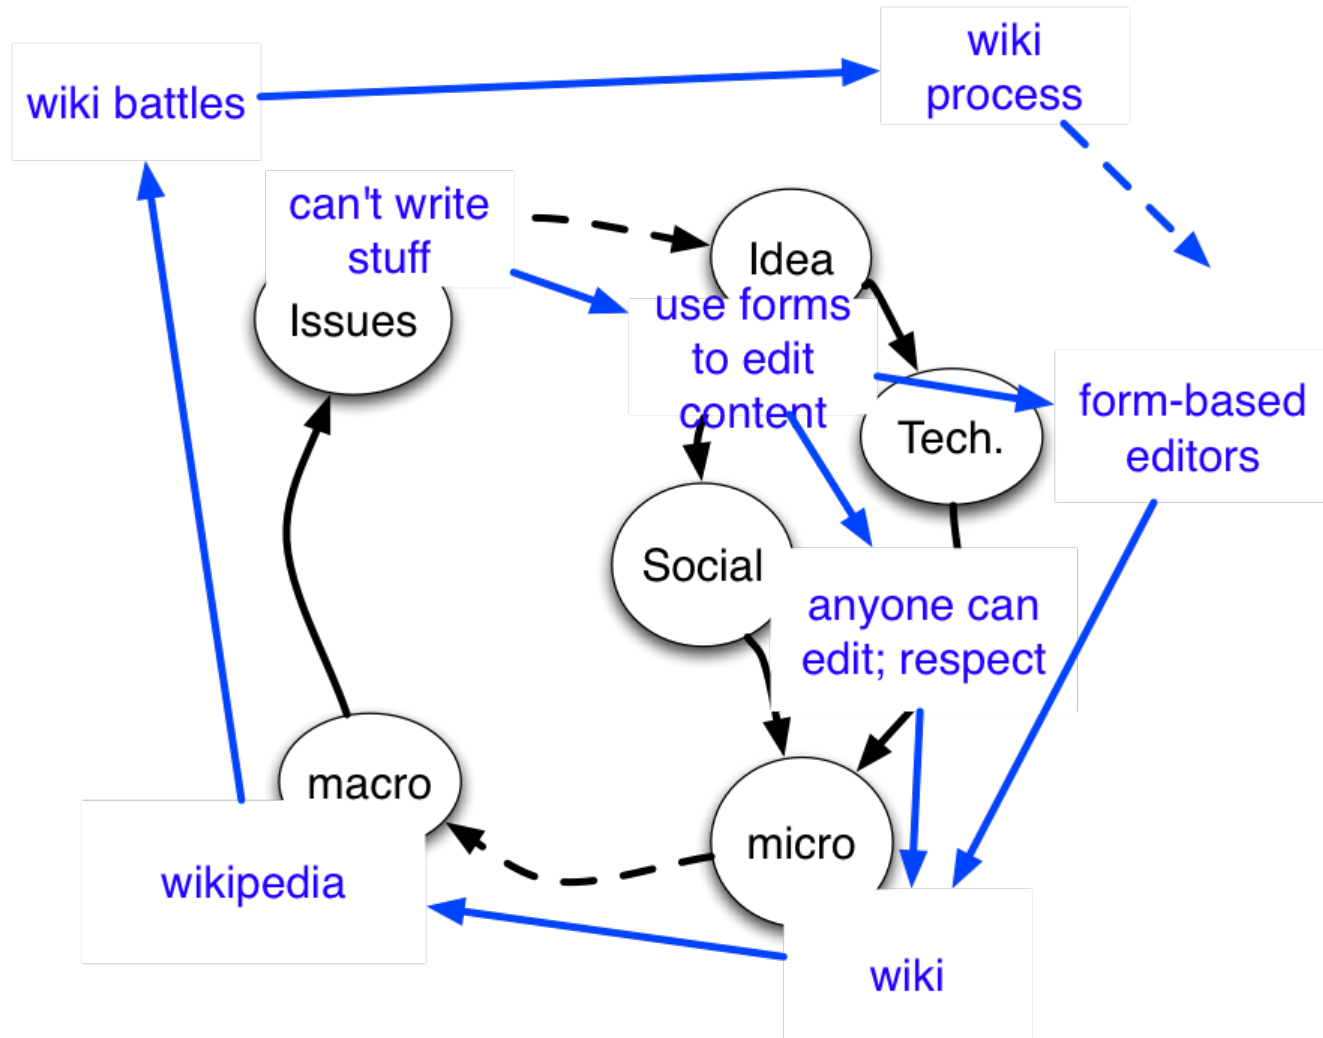 wiki
process
wiki battles
can't write
stuff
Idea
Issues
use forms
to edit
content
Tech.
form-based
editors
Social
anyone can
edit; respect
macro
micro
wikipedia
wiki